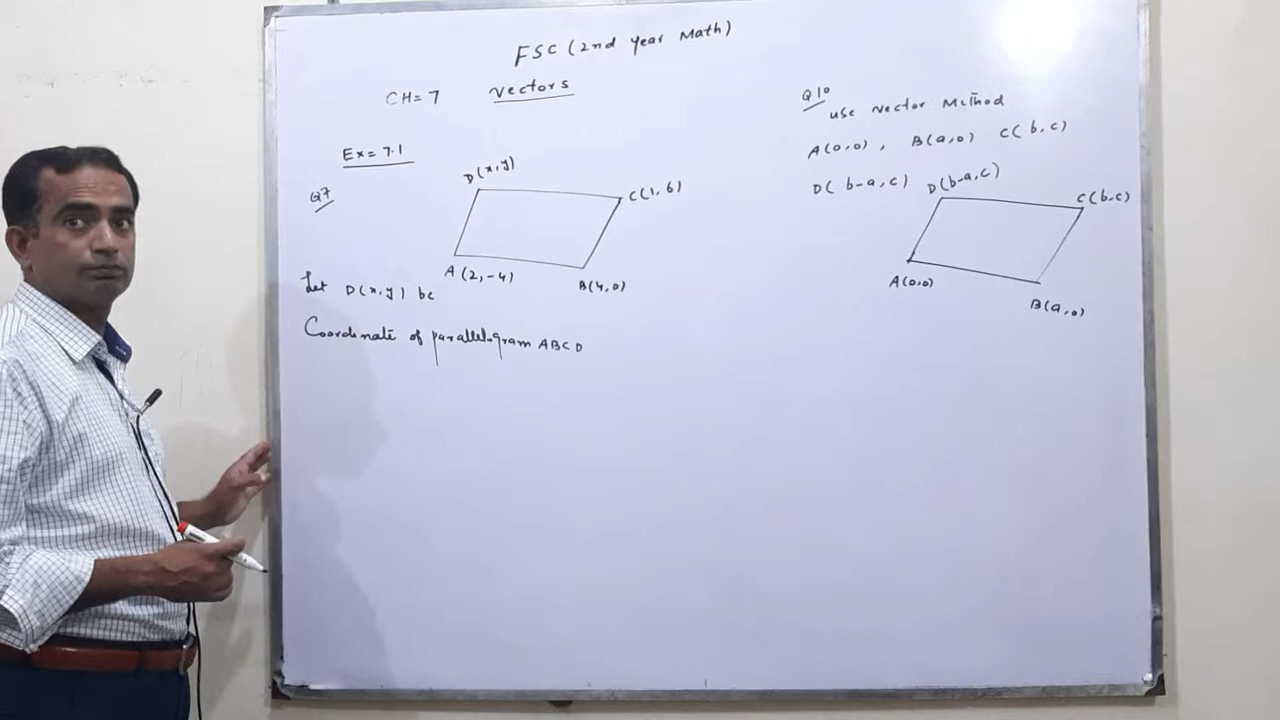 FSC (2nd Year Math)
CH=7 Vectors
Ex=7.1
Q7
D(x,y)
C(1,6)
A(2,-4)
B(4,0)
Let D(x,y) be
Coordinate of parallelogram ABCD
Q10
use vector Method
A(0,0), B(a,0) C(b,c)
D(b-a,c)
D(b-a,c)
C(b,c)
A(0,0)
B(a,0)